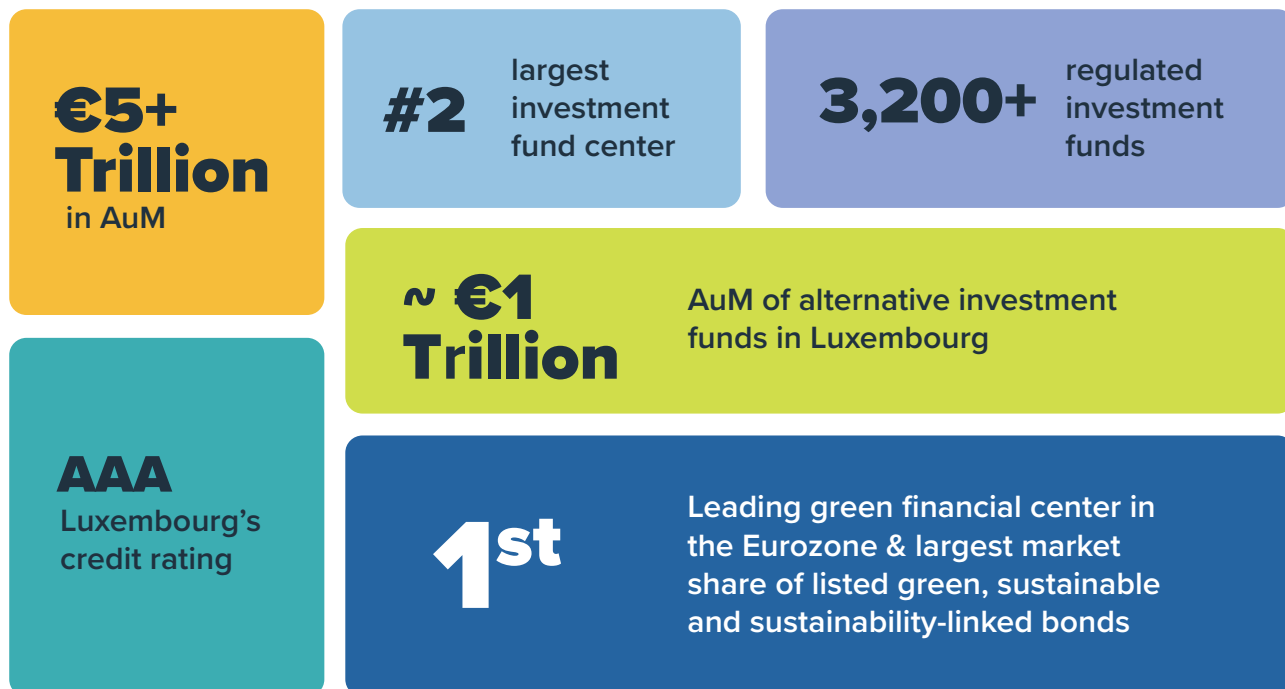 €5+
Trillion
in AuM
#2
largest
investment
fund center
3,200+
regulated
investment
funds
~ €1
Trillion
AuM of alternative investment
funds in Luxembourg
AAA
Luxembourg’s
credit rating
1st
Leading green financial center in
the Eurozone & largest market
share of listed green, sustainable
and sustainability-linked bonds